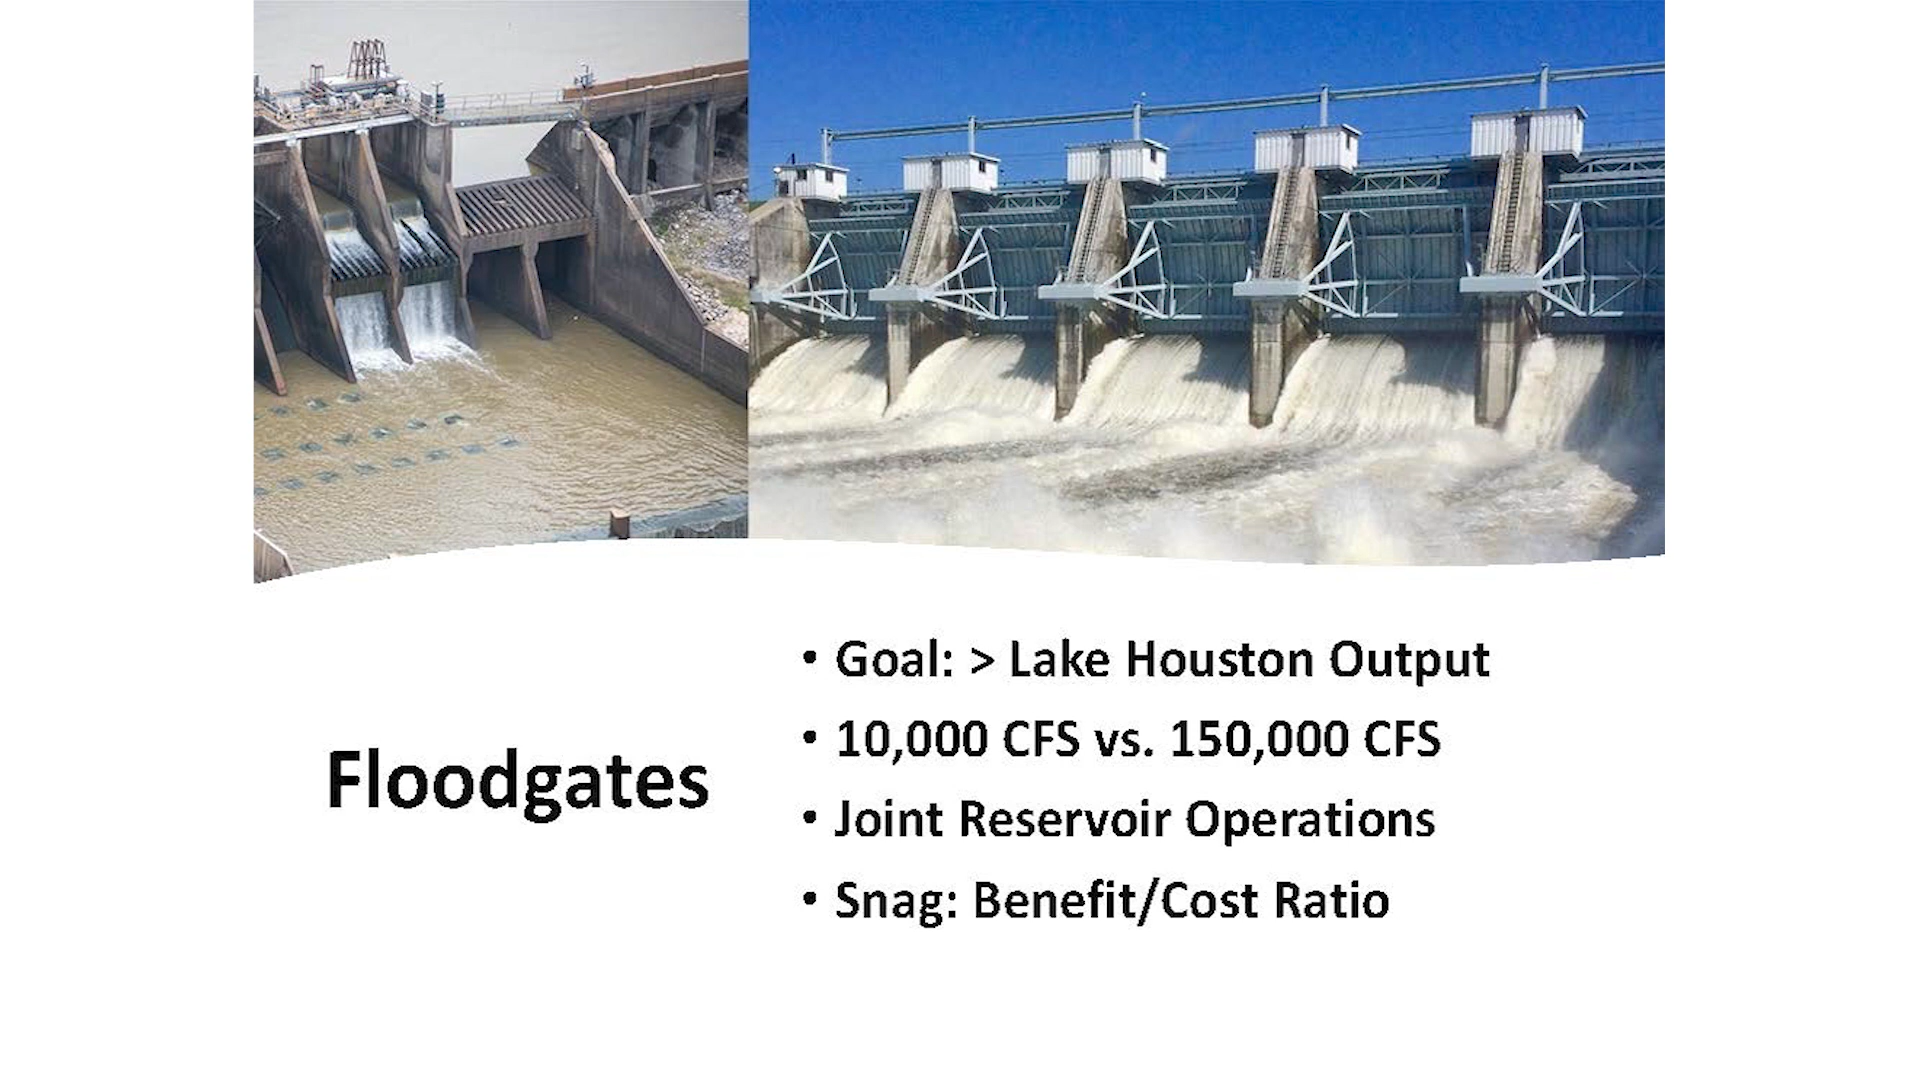 Floodgates
• Goal: > Lake Houston Output
• 10,000 CFS vs. 150,000 CFS
• Joint Reservoir Operations
• Snag: Benefit/Cost Ratio